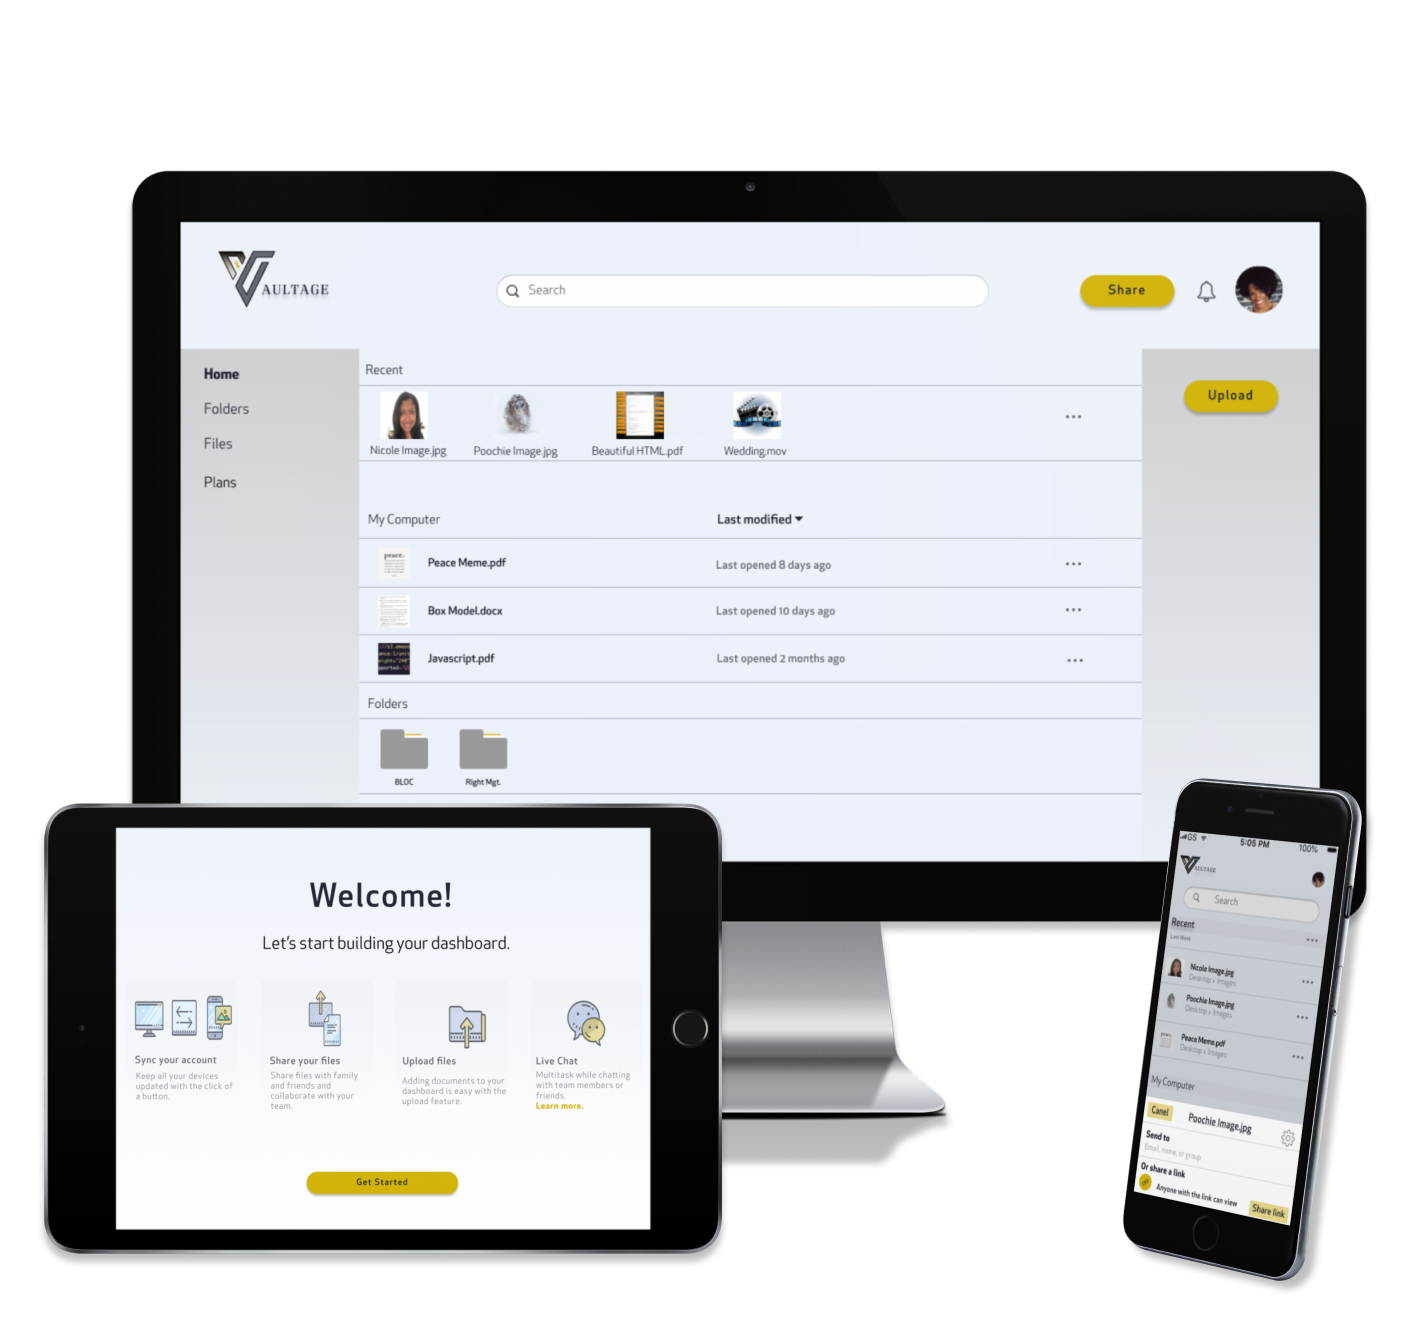 VAULTAGE
Search
Share
Home
Folders
Files
Plans
Upload
Recent
Nicole Image.jpg
Poochie Image.jpg
Beautiful HTML.pdf
Wedding.mov
My Computer
Last modified
peace.
Peace Meme.pdf
Last opened 8 days ago
Box Model.docx
Last opened 10 days ago
Javascript.pdf
Last opened 2 months ago
Folders
BLOC
Right Mgt.
Welcome!
Let's start building your dashboard.
Sync your account
Keep all your devices
updated with the click of
a button.
Share your files
Share files with family
and friends and
collaborate with your
team.
Upload files
Adding documents to your
dashboard is easy with the
upload feature.
Live Chat
Multitask while chatting
with team members or
friends.
Learn more.
Get Started
GS
5:05 PM
100%
VAULTAGE
Search
Recent
Last Week
Nicole Image.jpg
Desktop > Images
Poochie Image.jpg
Desktop > Images
Peace Meme.pdf
Desktop > Images
My Computer
Canel
Poochie Image.jpg
Send to
Email, name, or group
Or share a link
Anyone with the link can view
Share link